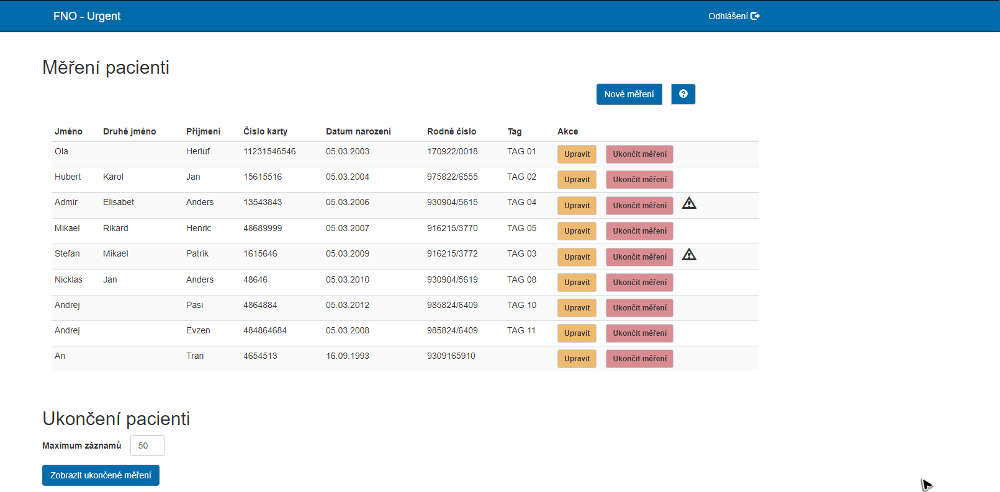 FNO - Urgent Odhlášení
Měření pacienti
Nové měření
Jméno Druhé jméno Příjmení Číslo karty Datum narození Rodné číslo Tag Akce
Ola Herluf 11231546546 05.03.2003 170922/0018 TAG 01 Upravit Ukončit měření
Hubert Karol Jan 15615516 05.03.2004 975822/6555 TAG 02 Upravit Ukončit měření
Admir Elisabet Anders 13543843 05.03.2006 930904/5615 TAG 04 Upravit Ukončit měření
Mikael Rikard Henric 48689999 05.03.2007 916215/3770 TAG 05 Upravit Ukončit měření
Stefan Mikael Patrik 1615646 05.03.2009 916215/3772 TAG 03 Upravit Ukončit měření
Nicklas Jan Anders 48646 05.03.2010 930904/5619 TAG 08 Upravit Ukončit měření
Andrej Pasi 4864884 05.03.2012 985824/6409 TAG 10 Upravit Ukončit měření
Andrej Evzen 484864684 05.03.2008 985824/6409 TAG 11 Upravit Ukončit měření
An Tran 4654513 16.09.1993 9309165910 Upravit Ukončit měření
Ukončení pacienti
Maximum záznamů 50
Zobrazit ukončené měření